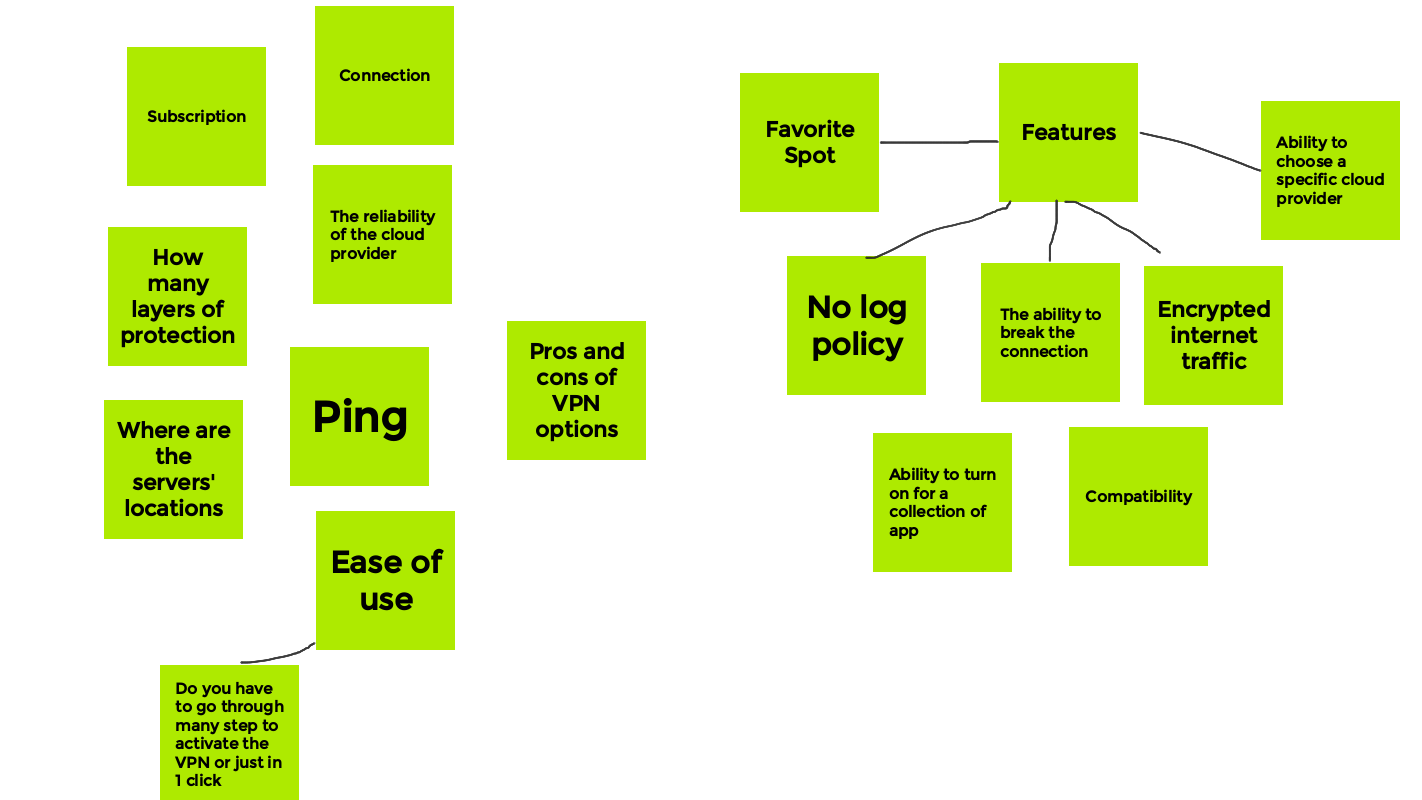 Subscription
Connection
The reliability
of the cloud
provider
How
many
layers of
protection
Ping
Where are
the
servers'
locations
Pros and
cons of
VPN
options
Ease of
use
Do you have
to go through
many step to
activate the
VPN or just in
1 click
Favorite
Spot
Features
Ability to
choose a
specific cloud
provider
No log
policy
The ability to
break the
connection
Encrypted
internet
traffic
Ability to turn
on for a
collection of
app
Compatibility